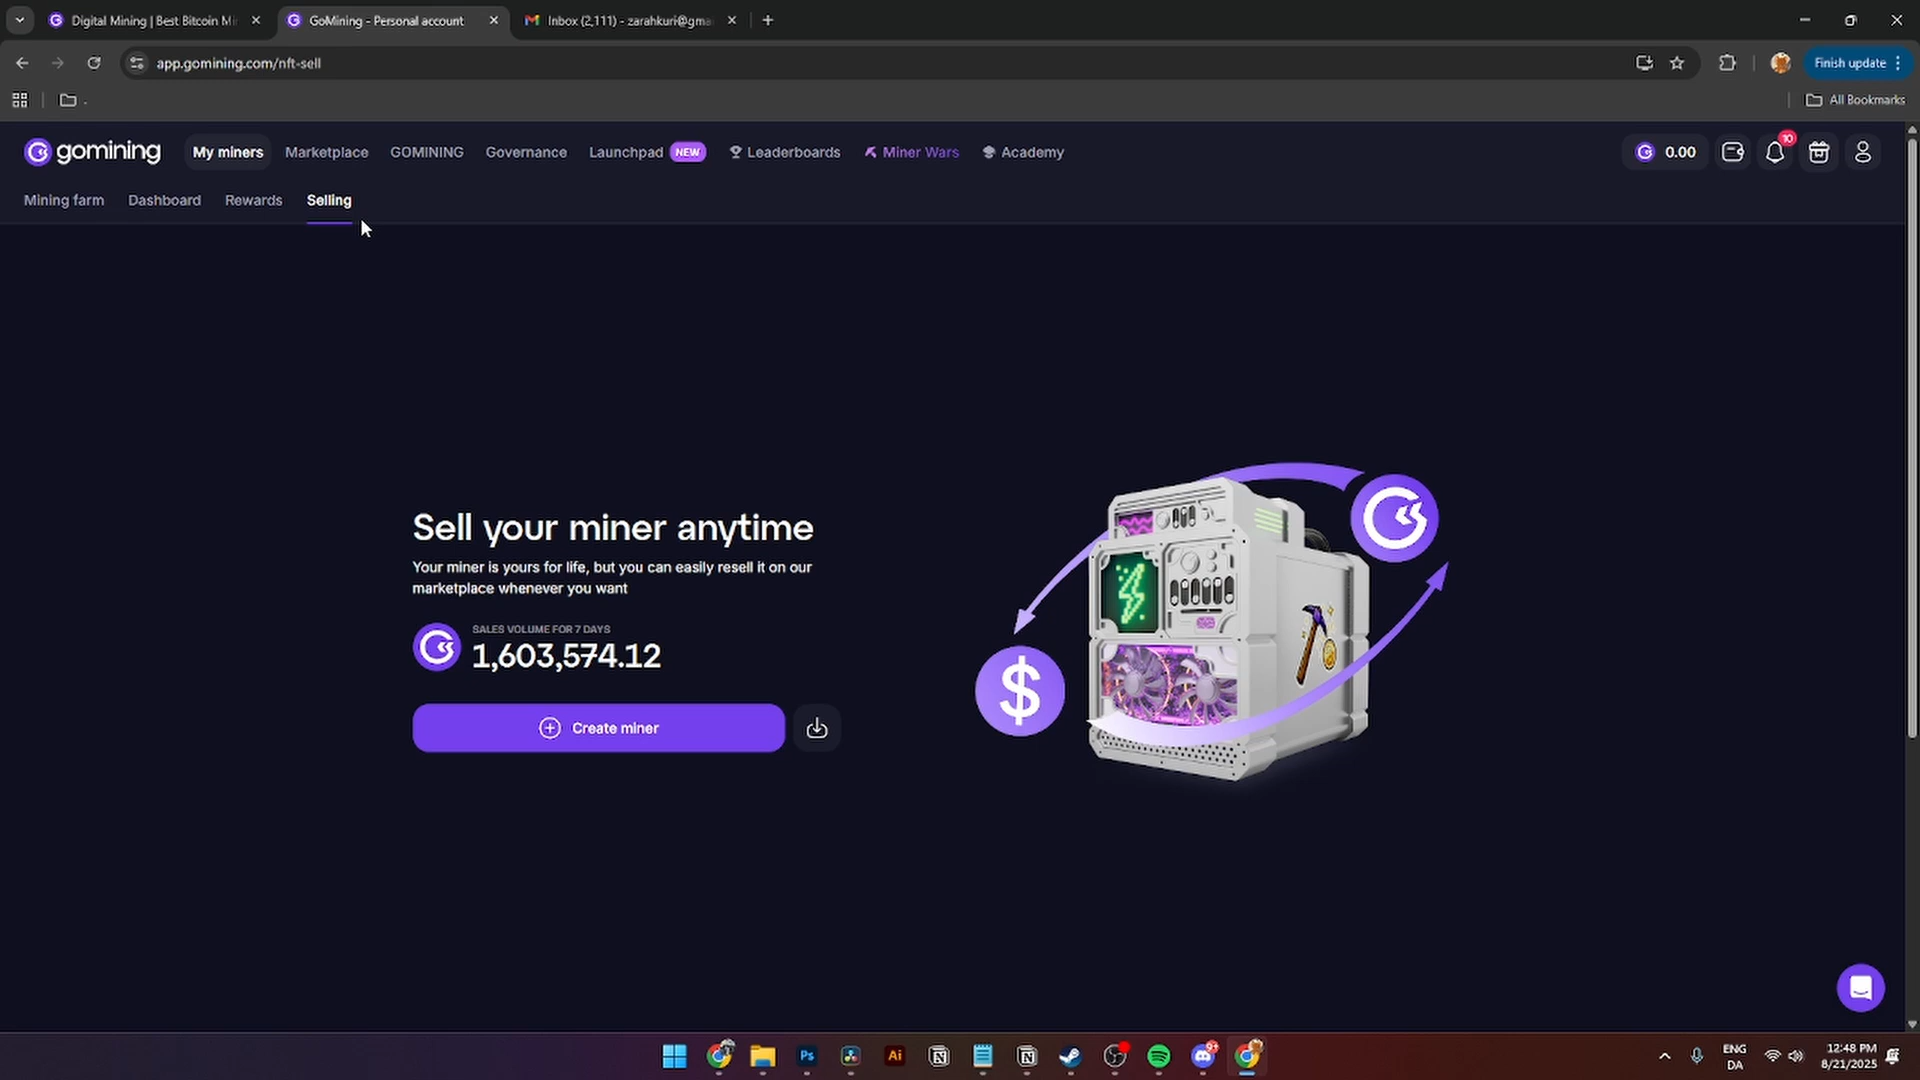 Digital Mining | Best Bitcoin Mi
GoMining - Personal account
Inbox (2,111) - zarahkuri@gma
app.gomining.com/nft-sell
Finish update
All Bookmarks
gomining
My miners
Marketplace
GOMINING
Governance
Launchpad NEW
Leaderboards
Miner Wars
Academy
0.00
10
Mining farm
Dashboard
Rewards
Selling
Sell your miner anytime
Your miner is yours for life, but you can easily resell it on our
marketplace whenever you want
SALES VOLUME FOR 7 DAYS
1,603,574.12
Create miner
$
Ps
Ai
9+
ENG
DA
12:48 PM
8/21/2025